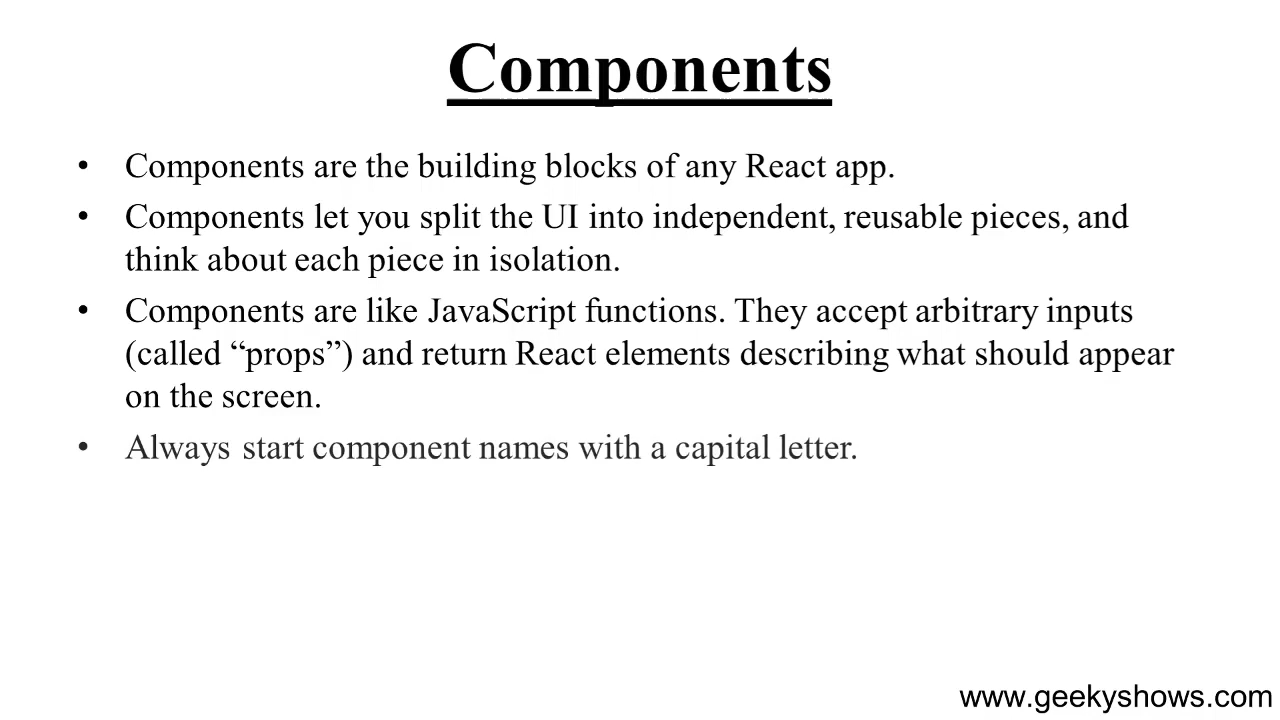 Components
• Components are the building blocks of any React app.
• Components let you split the UI into independent, reusable pieces, and
think about each piece in isolation.
• Components are like JavaScript functions. They accept arbitrary inputs
(called “props”) and return React elements describing what should appear
on the screen.
• Always start component names with a capital letter.
www.geekyshows.com